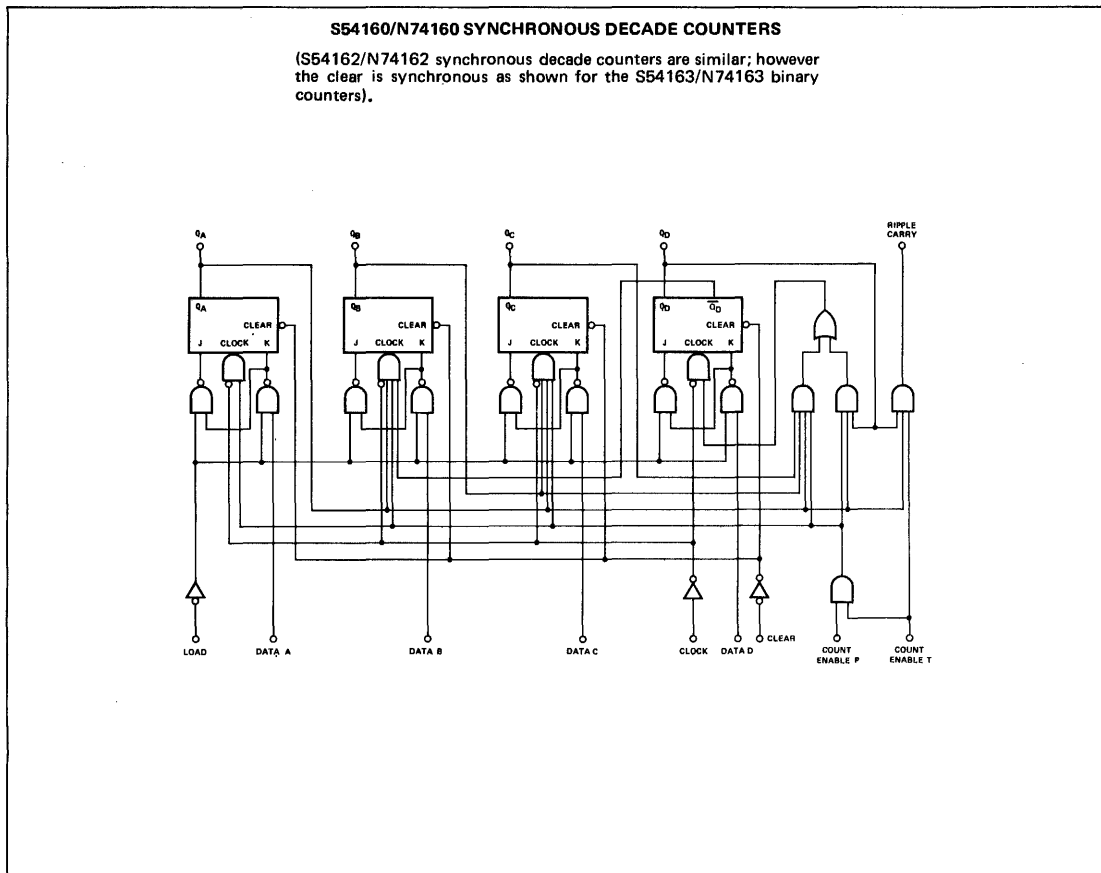 S54160/N74160 SYNCHRONOUS DECADE COUNTERS
(S54162/N74162 synchronous decade counters are similar; however
the clear is synchronous as shown for the S54163/N74163 binary
counters).
QA
QB
QC
QD
RIPPLE
CARRY
QA
CLEAR
J CLOCK K
QB
CLEAR
J CLOCK K
QC
CLEAR
J CLOCK K
QD Q̅D
CLEAR
J CLOCK K
LOAD
DATA A
DATA B
DATA C
CLOCK
DATA D
CLEAR
COUNT
ENABLE P
COUNT
ENABLE T